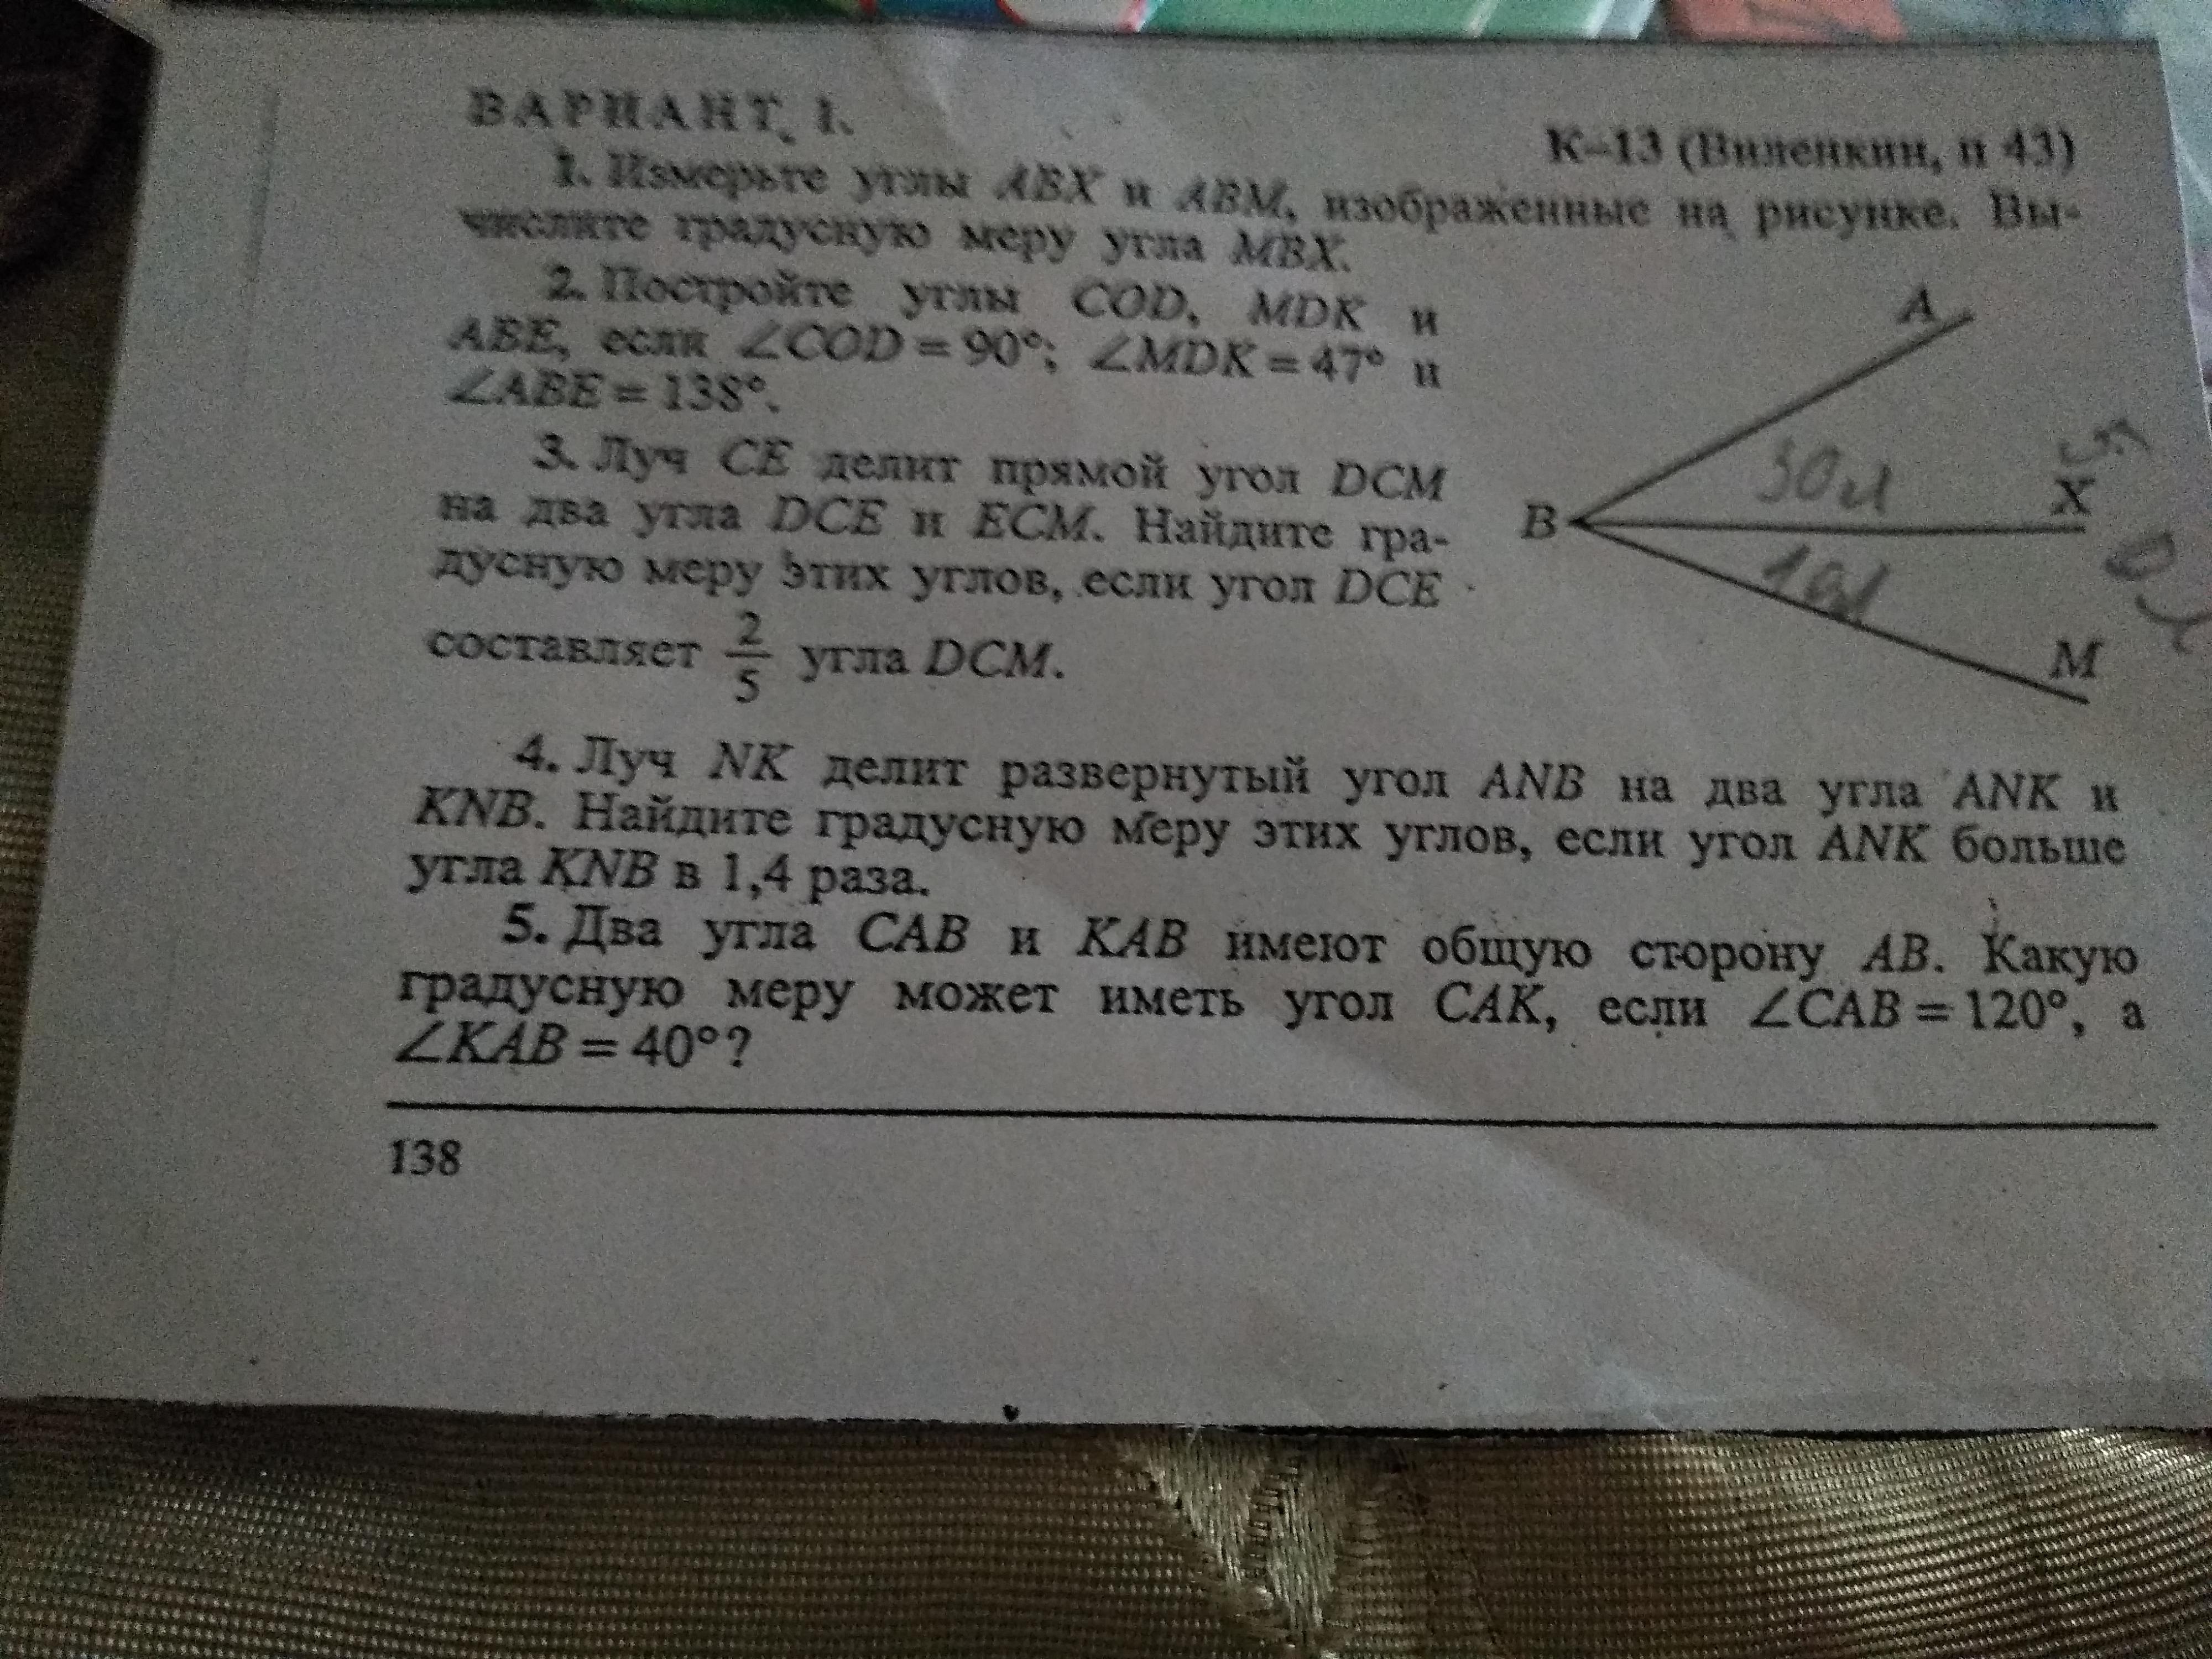 ВАРИАНТ 1.
К–13 (Виленкин, п 43)
1. Измерьте углы ABX и ABM, изображенные на рисунке. Вы-
числите градусную меру угла MBX.
2. Постройте углы COD, MDK и
ABE, если ∠COD = 90°; ∠MDK = 47° и
∠ABE = 138°.
3. Луч CE делит прямой угол DCM
на два угла DCE и ECM. Найдите гра-
дусную меру этих углов, если угол DCE
составляет 2/5 угла DCM.
A
B
X
M
4. Луч NK делит развернутый угол ANB на два угла ANK и
KNB. Найдите градусную меру этих углов, если угол ANK больше
угла KNB в 1,4 раза.
5. Два угла CAB и KAB имеют общую сторону AB. Какую
градусную меру может иметь угол CAK, если ∠CAB = 120°, а
∠KAB = 40°?
138